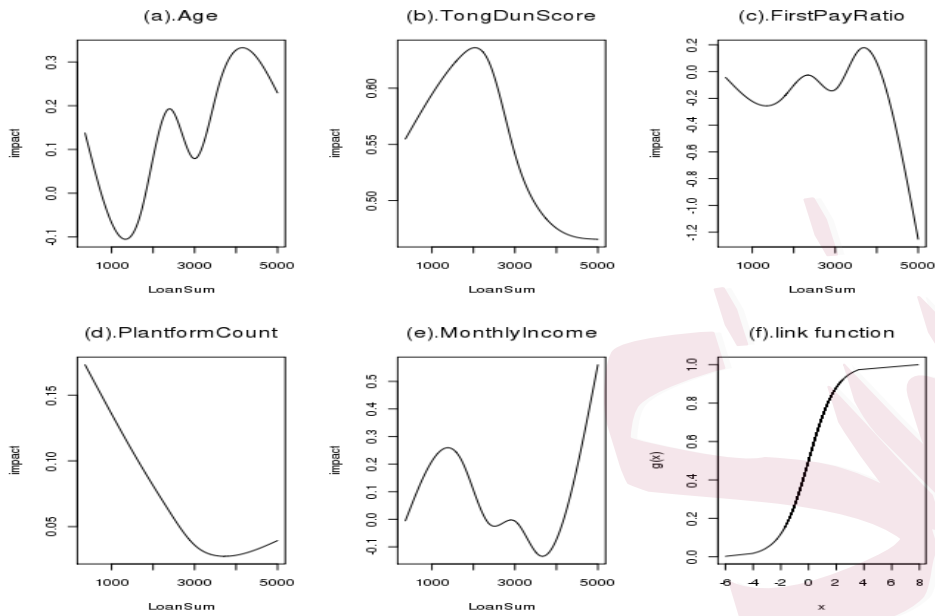 (a).Age
(b).TongDunScore
(c).FirstPayRatio
impact
0.3
0.2
0.1
0.0
-0.1
1000 3000 5000
LoanSum
impact
0.60
0.55
0.50
1000 3000 5000
LoanSum
impact
0.2
0.0
-0.2
-0.4
-0.6
-0.8
-1.0
-1.2
1000 3000 5000
LoanSum
(d).PlantformCount
(e).MonthlyIncome
(f).link function
impact
0.15
0.05
1000 3000 5000
LoanSum
impact
0.5
0.4
0.3
0.2
0.1
0.0
-0.1
1000 3000 5000
LoanSum
g(x)
1.0
0.8
0.6
0.4
0.2
0.0
-6 -4 -2 0 2 4 6 8
x